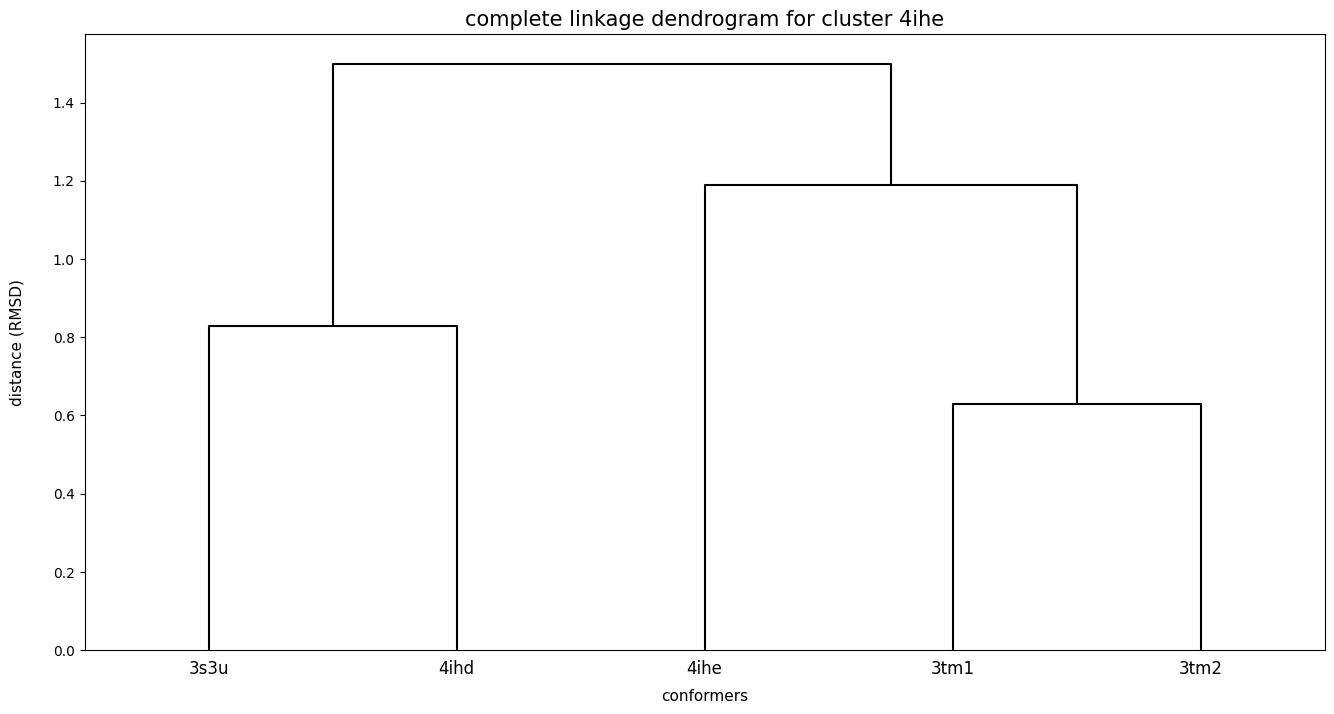 complete linkage dendrogram for cluster 4ihe
distance (RMSD)
1.4
1.2
1.0
0.8
0.6
0.4
0.2
0.0
3s3u 4ihd 4ihe 3tm1 3tm2
conformers